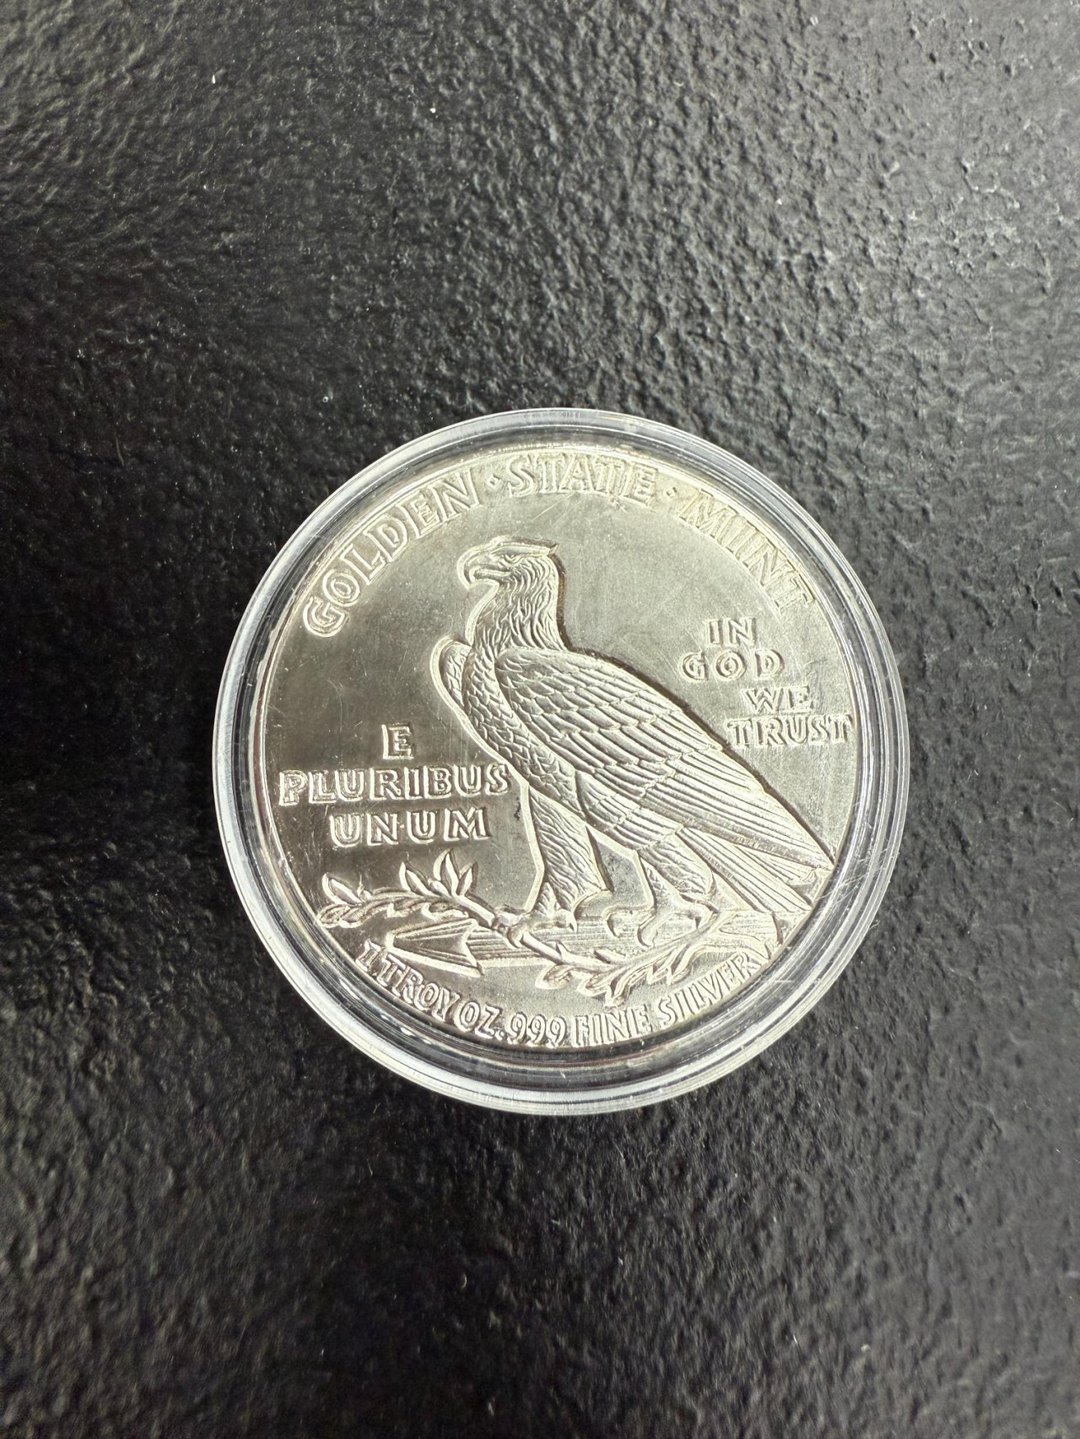 GOLDEN · STATE · MINT
IN
GOD
WE
TRUST
E
PLURIBUS
UNUM
1 TROY OZ. .999 FINE SILVER